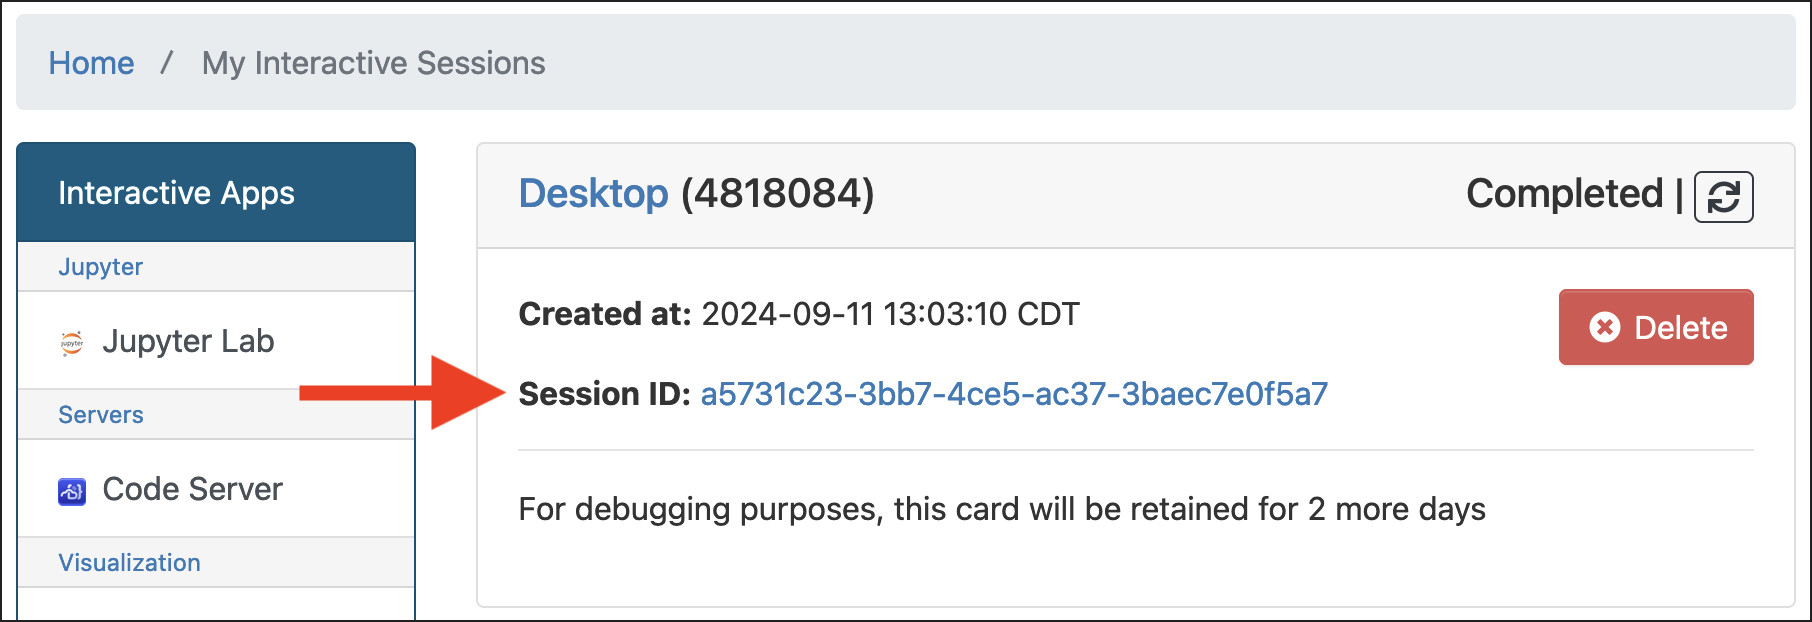 Home / My Interactive Sessions
Interactive Apps
Jupyter
jupyter
Jupyter Lab
Servers
Code Server
Visualization
Desktop (4818084)
Completed |
Created at: 2024-09-11 13:03:10 CDT
Delete
Session ID: a5731c23-3bb7-4ce5-ac37-3baec7e0f5a7
For debugging purposes, this card will be retained for 2 more days